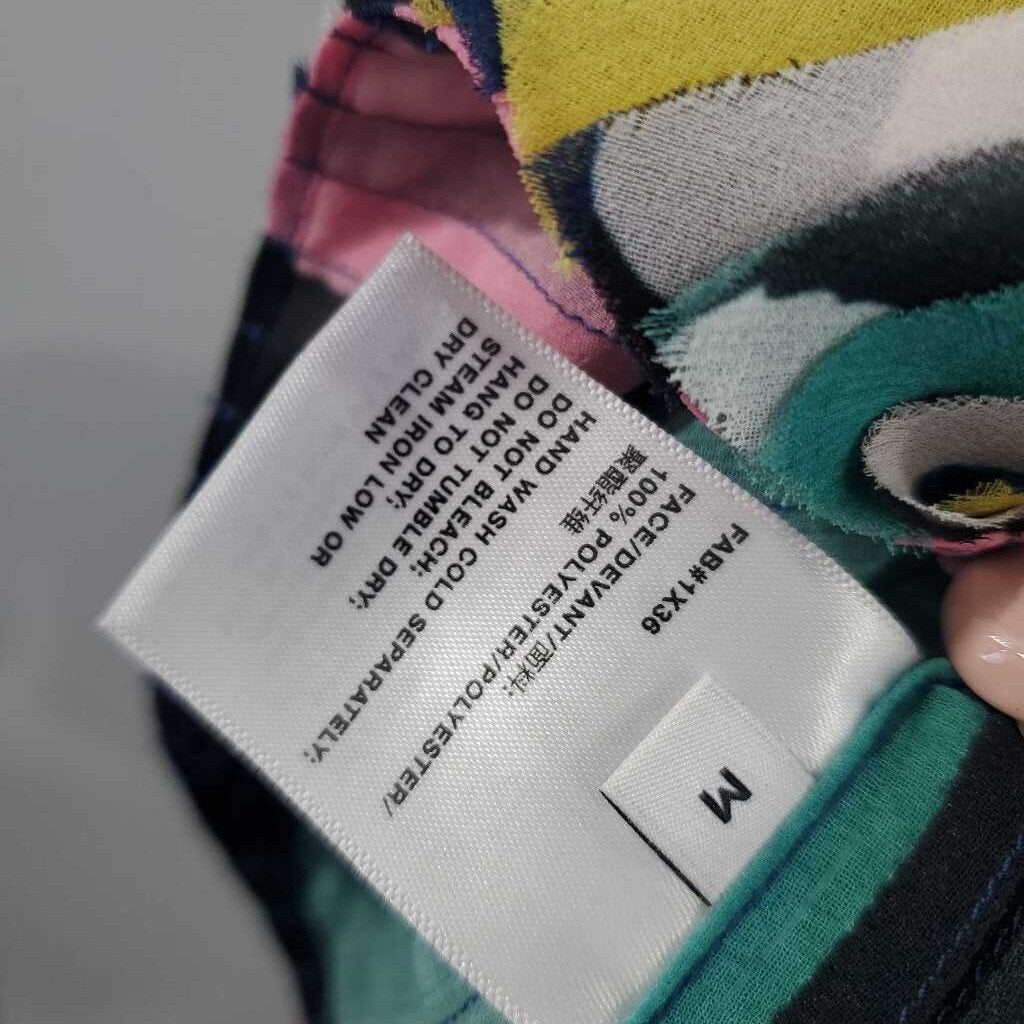 M
FAB#1X36
FACE/DEVANT/面料:
100% POLYESTER/POLYESTER/
聚酯纤维
HAND WASH COLD SEPARATELY;
DO NOT BLEACH;
DO NOT TUMBLE DRY;
HANG TO DRY;
STEAM IRON LOW OR
DRY CLEAN